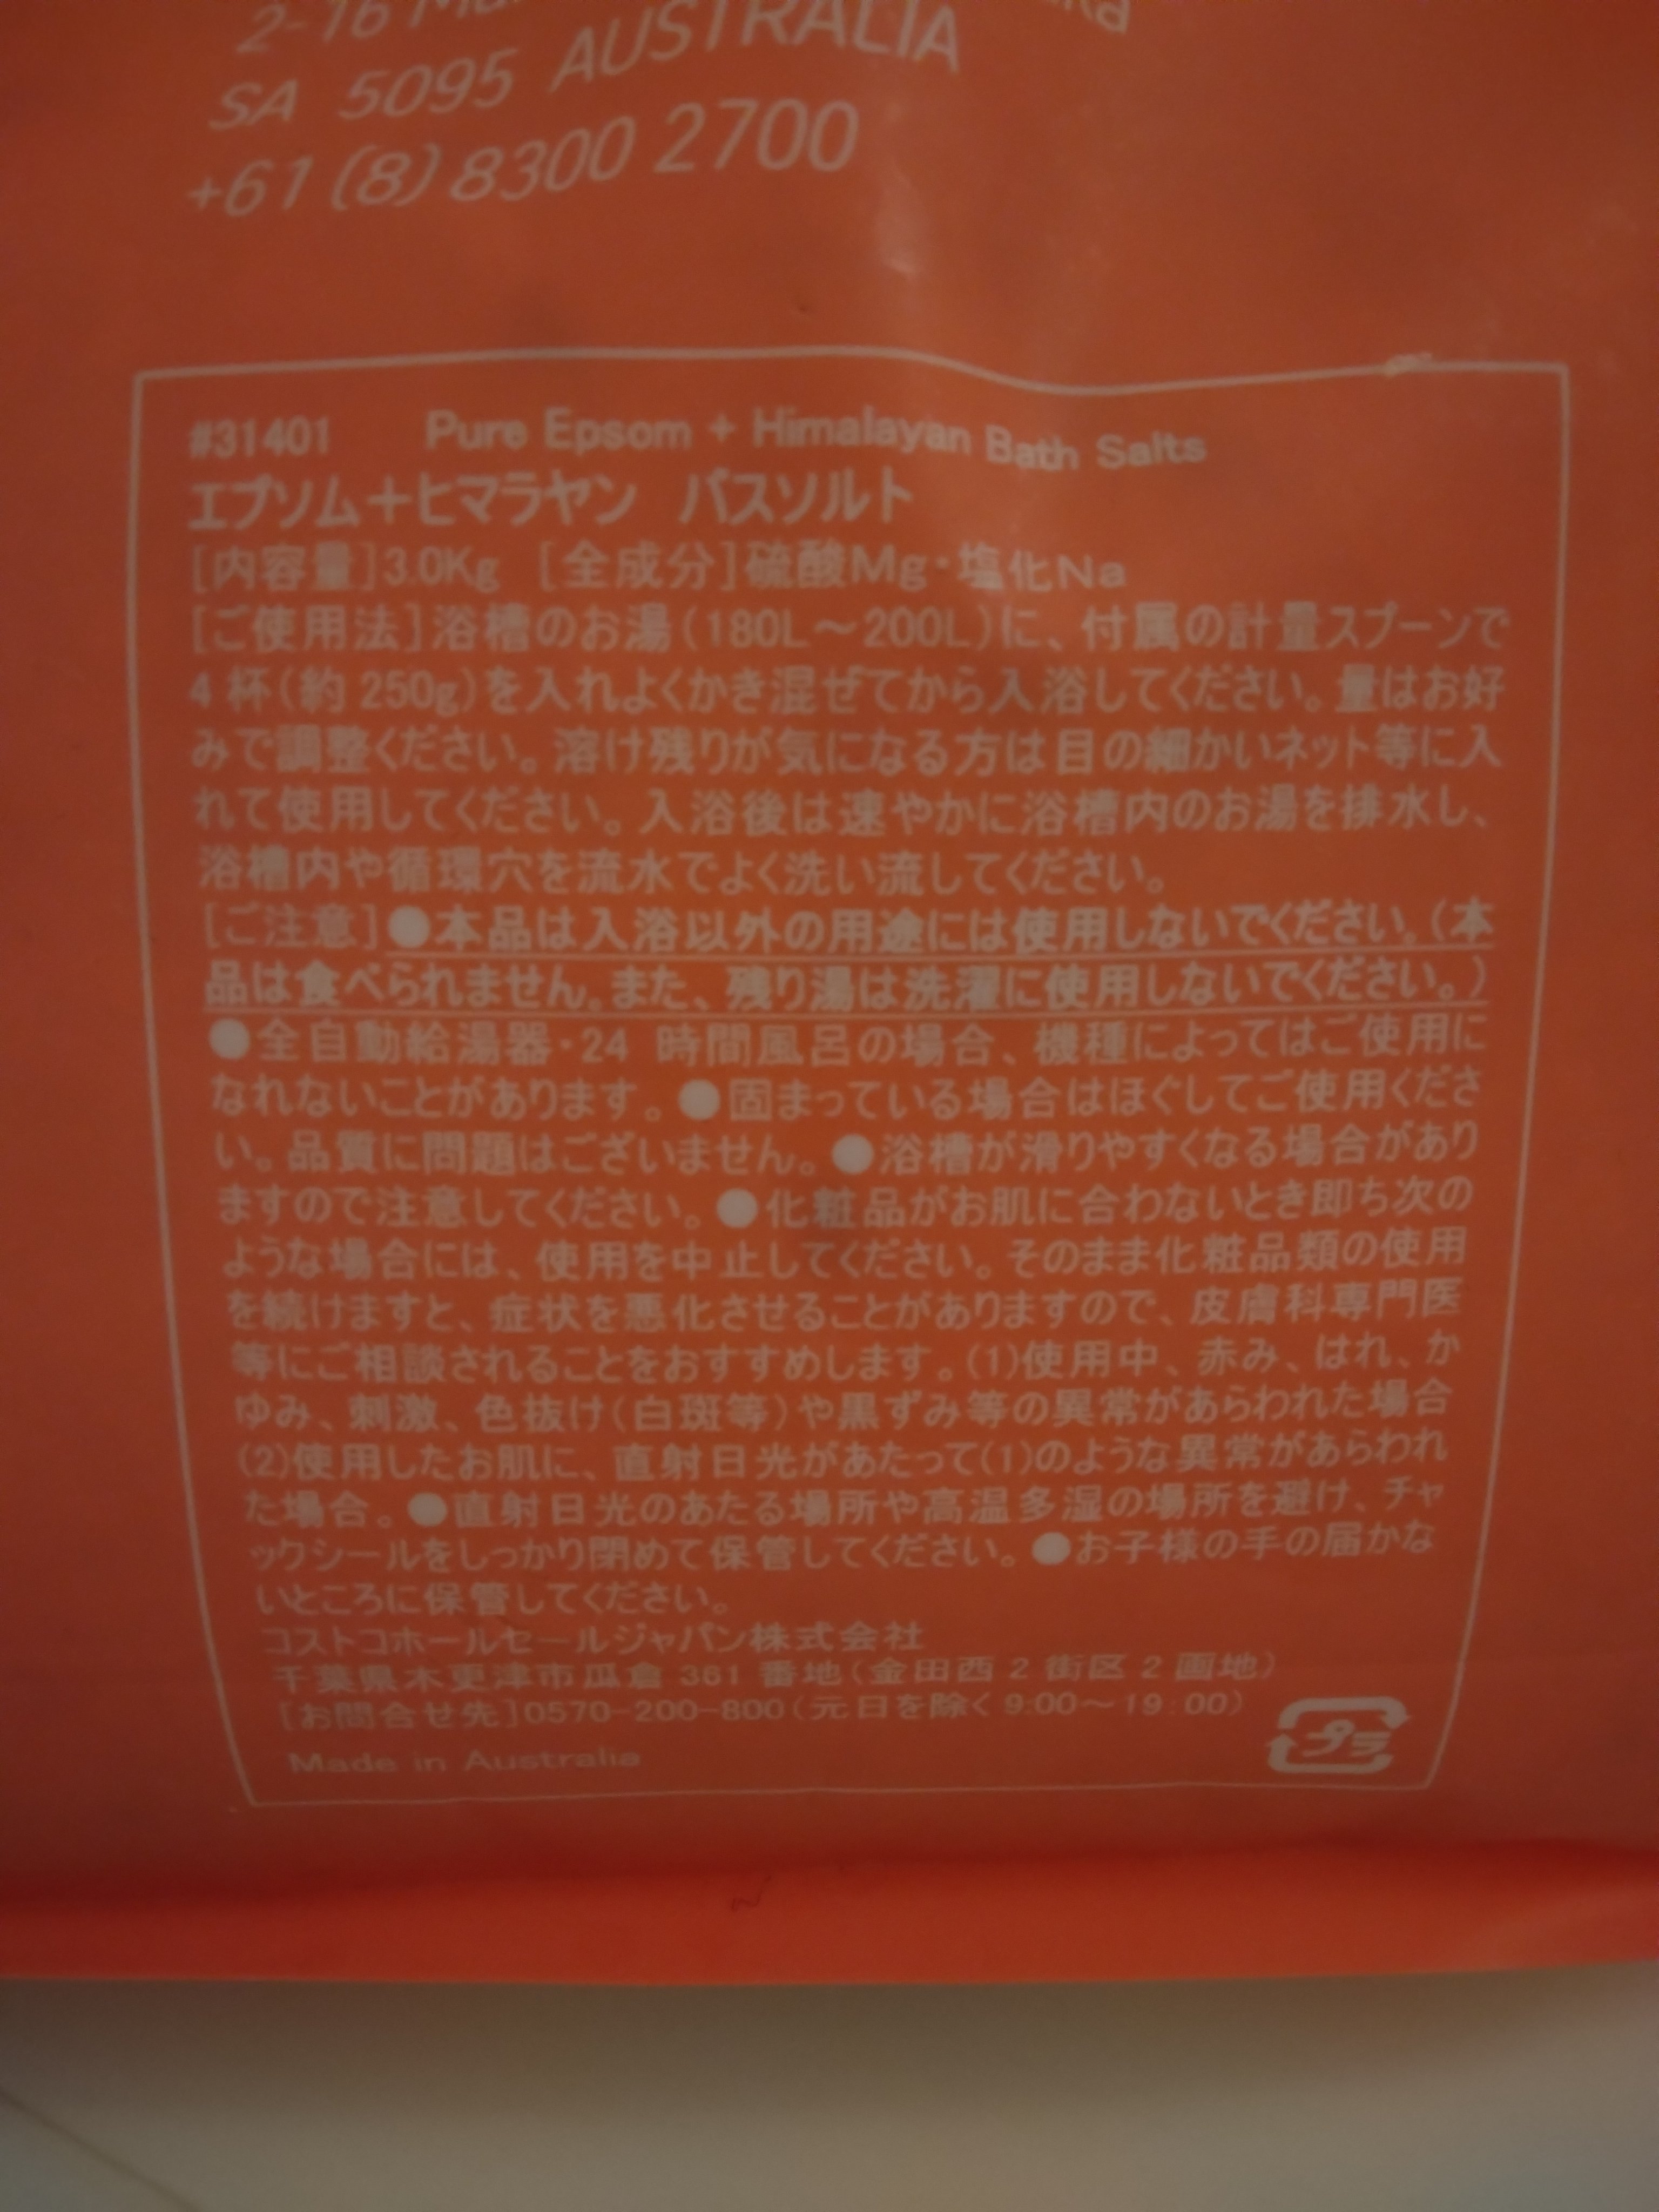 2-16
SA 5095 AUSTRALIA
+61 (8) 8300 2700
#31401 Pure Epsom + Himalayan Bath Salts
エプソム+ヒマラヤン バスソルト
[内容量]3.0Kg [全成分]硫酸Mg・塩化Na
[ご使用法]浴槽のお湯(180L～200L)に、付属の計量スプーンで
4杯(約250g)を入れよくかき混ぜてから入浴してください。量はお好
みで調整ください。溶け残りが気になる方は目の細かいネット等に入
れて使用してください。入浴後は速やかに浴槽内のお湯を排水し、
浴槽内や循環穴を流水でよく洗い流してください。
[ご注意]●本品は入浴以外の用途には使用しないでください。(本
品は食べられません。また、残り湯は洗濯に使用しないでください。)
●全自動給湯器・24 時間風呂の場合、機種によってはご使用に
なれないことがあります。●固まっている場合はほぐしてご使用くださ
い。品質に問題はございません。●浴槽が滑りやすくなる場合があり
ますので注意してください。●化粧品がお肌に合わないとき即ち次の
ような場合には、使用を中止してください。そのまま化粧品類の使用
を続けますと、症状を悪化させることがありますので、皮膚科専門医
等にご相談されることをおすすめします。(1)使用中、赤み、はれ、か
ゆみ、刺激、色抜け(白斑等)や黒ずみ等の異常があらわれた場合
(2)使用したお肌に、直射日光があたって(1)のような異常があらわれ
た場合。●直射日光のあたる場所や高温多湿の場所を避け、チャ
ックシールをしっかり閉めて保管してください。●お子様の手の届かな
いところに保管してください。
コストコホールセールジャパン株式会社
千葉県木更津市瓜倉 361 番地(金田西 2 街区 2 画地)
[お問合せ先]0570-200-800(元日を除く 9:00～19:00)
Made in Australia
プラ